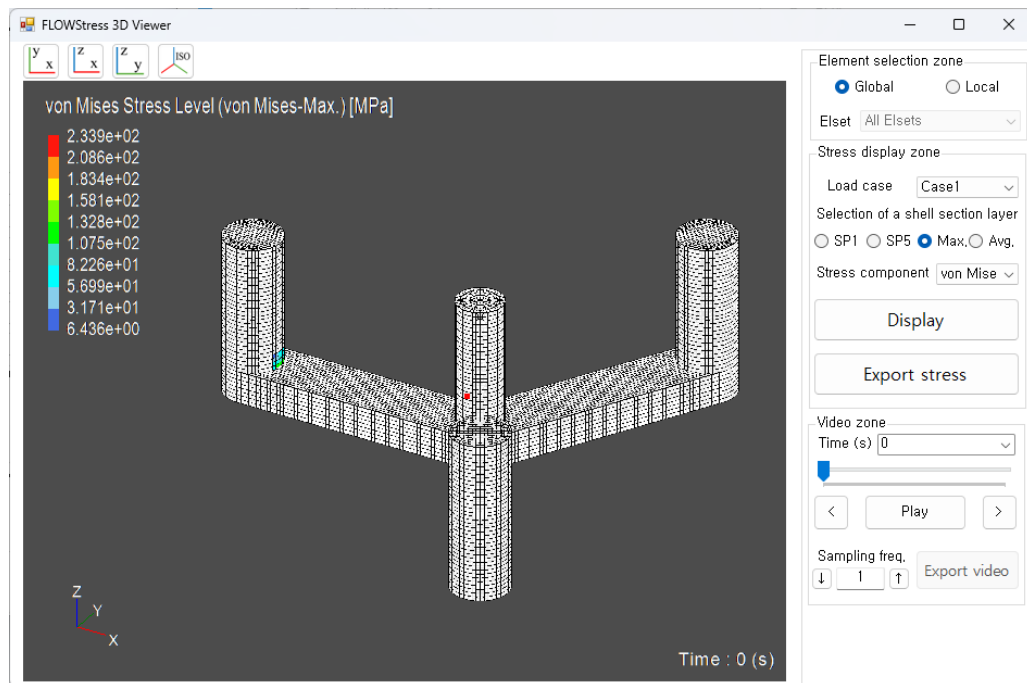 FLOWStress 3D Viewer
y x
z x
z y
ISO
von Mises Stress Level (von Mises-Max.) [MPa]
2.339e+02
2.086e+02
1.834e+02
1.581e+02
1.328e+02
1.075e+02
8.226e+01
5.699e+01
3.171e+01
6.436e+00
Z
Y
X
Time : 0 (s)
Element selection zone
Global Local
Elset All Elsets
Stress display zone
Load case Case1
Selection of a shell section layer
SP1 SP5 Max. Avg.
Stress component von Mise
Display
Export stress
Video zone
Time (s) 0
< Play >
Sampling freq.
↓ 1 ↑ Export video